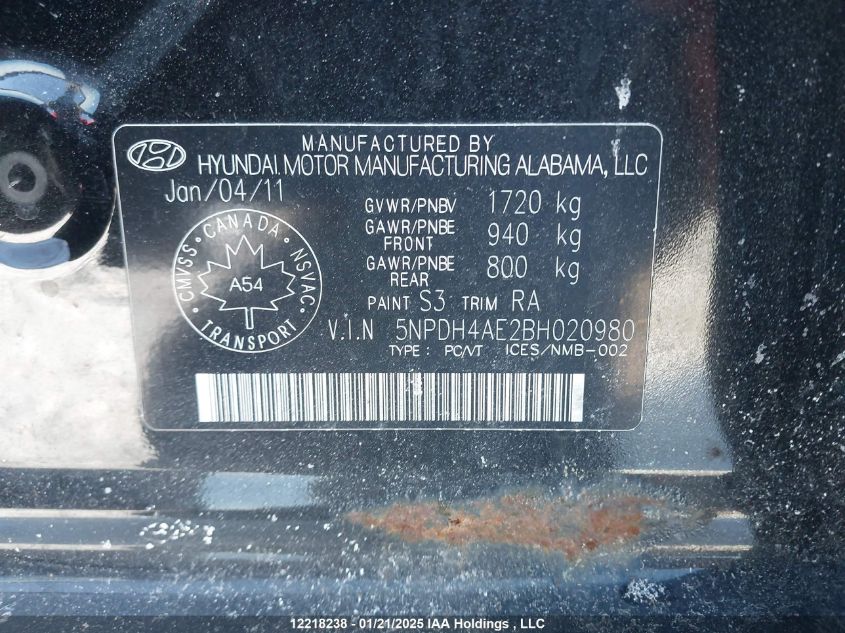 MANUFACTURED BY
HYUNDAI MOTOR MANUFACTURING ALABAMA, LLC
Jan/04/11
GVWR/PNBV 1720 kg
GAWR/PNBE FRONT 940 kg
GAWR/PNBE REAR 800 kg
PAINT S3 TRIM RA
CMVSS · CANADA · NSVAC ·
A54
TRANSPORT
V.I.N 5NPDH4AE2BH020980
TYPE : PC/VT ICES/NMB-002
12218238 - 01/21/2025 IAA Holdings , LLC